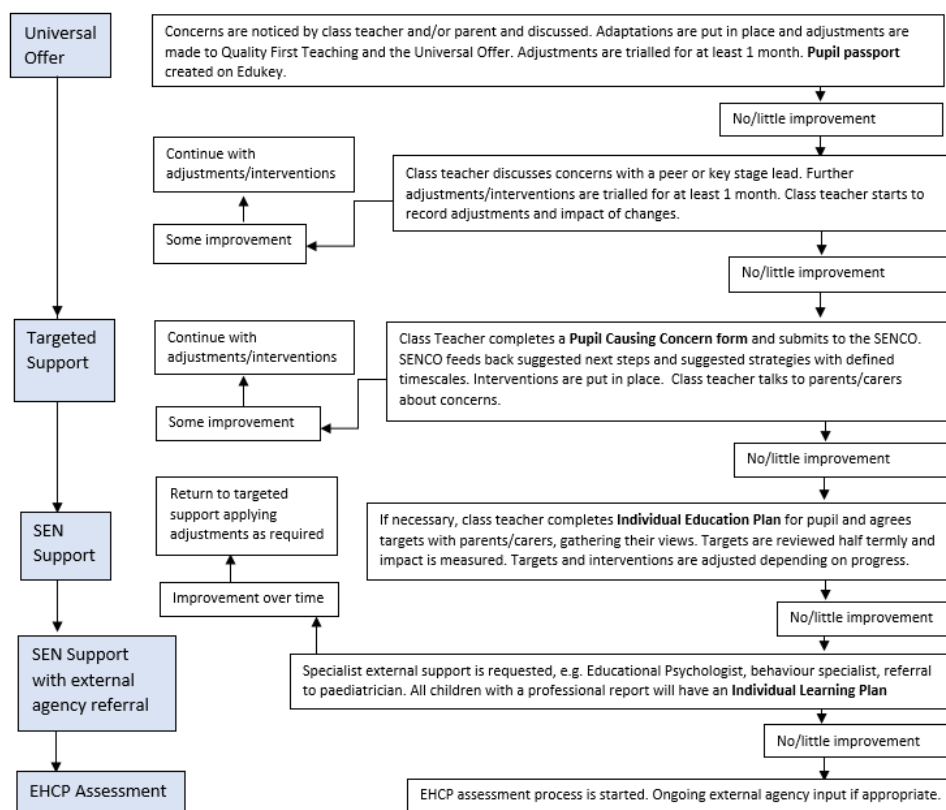 Universal
Offer
Concerns are noticed by class teacher and/or parent and discussed. Adaptations are put in place and adjustments are
made to Quality First Teaching and the Universal Offer. Adjustments are trialled for at least 1 month. Pupil passport
created on Edukey.
No/little improvement
Continue with
adjustments/interventions
Class teacher discusses concerns with a peer or key stage lead. Further
adjustments/interventions are trialled for at least 1 month. Class teacher starts to
record adjustments and impact of changes.
Some improvement
No/little improvement
Targeted
Support
Continue with
adjustments/interventions
Class Teacher completes a Pupil Causing Concern form and submits to the SENCO.
SENCO feeds back suggested next steps and suggested strategies with defined
timescales. Interventions are put in place. Class teacher talks to parents/carers
about concerns.
Some improvement
No/little improvement
SEN
Support
Return to targeted
support applying
adjustments as required
If necessary, class teacher completes Individual Education Plan for pupil and agrees
targets with parents/carers, gathering their views. Targets are reviewed half termly and
impact is measured. Targets and interventions are adjusted depending on progress.
Improvement over time
No/little improvement
SEN Support
with external
agency referral
Specialist external support is requested, e.g. Educational Psychologist, behaviour specialist, referral
to paediatrician. All children with a professional report will have an Individual Learning Plan
No/little improvement
EHCP Assessment
EHCP assessment process is started. Ongoing external agency input if appropriate.